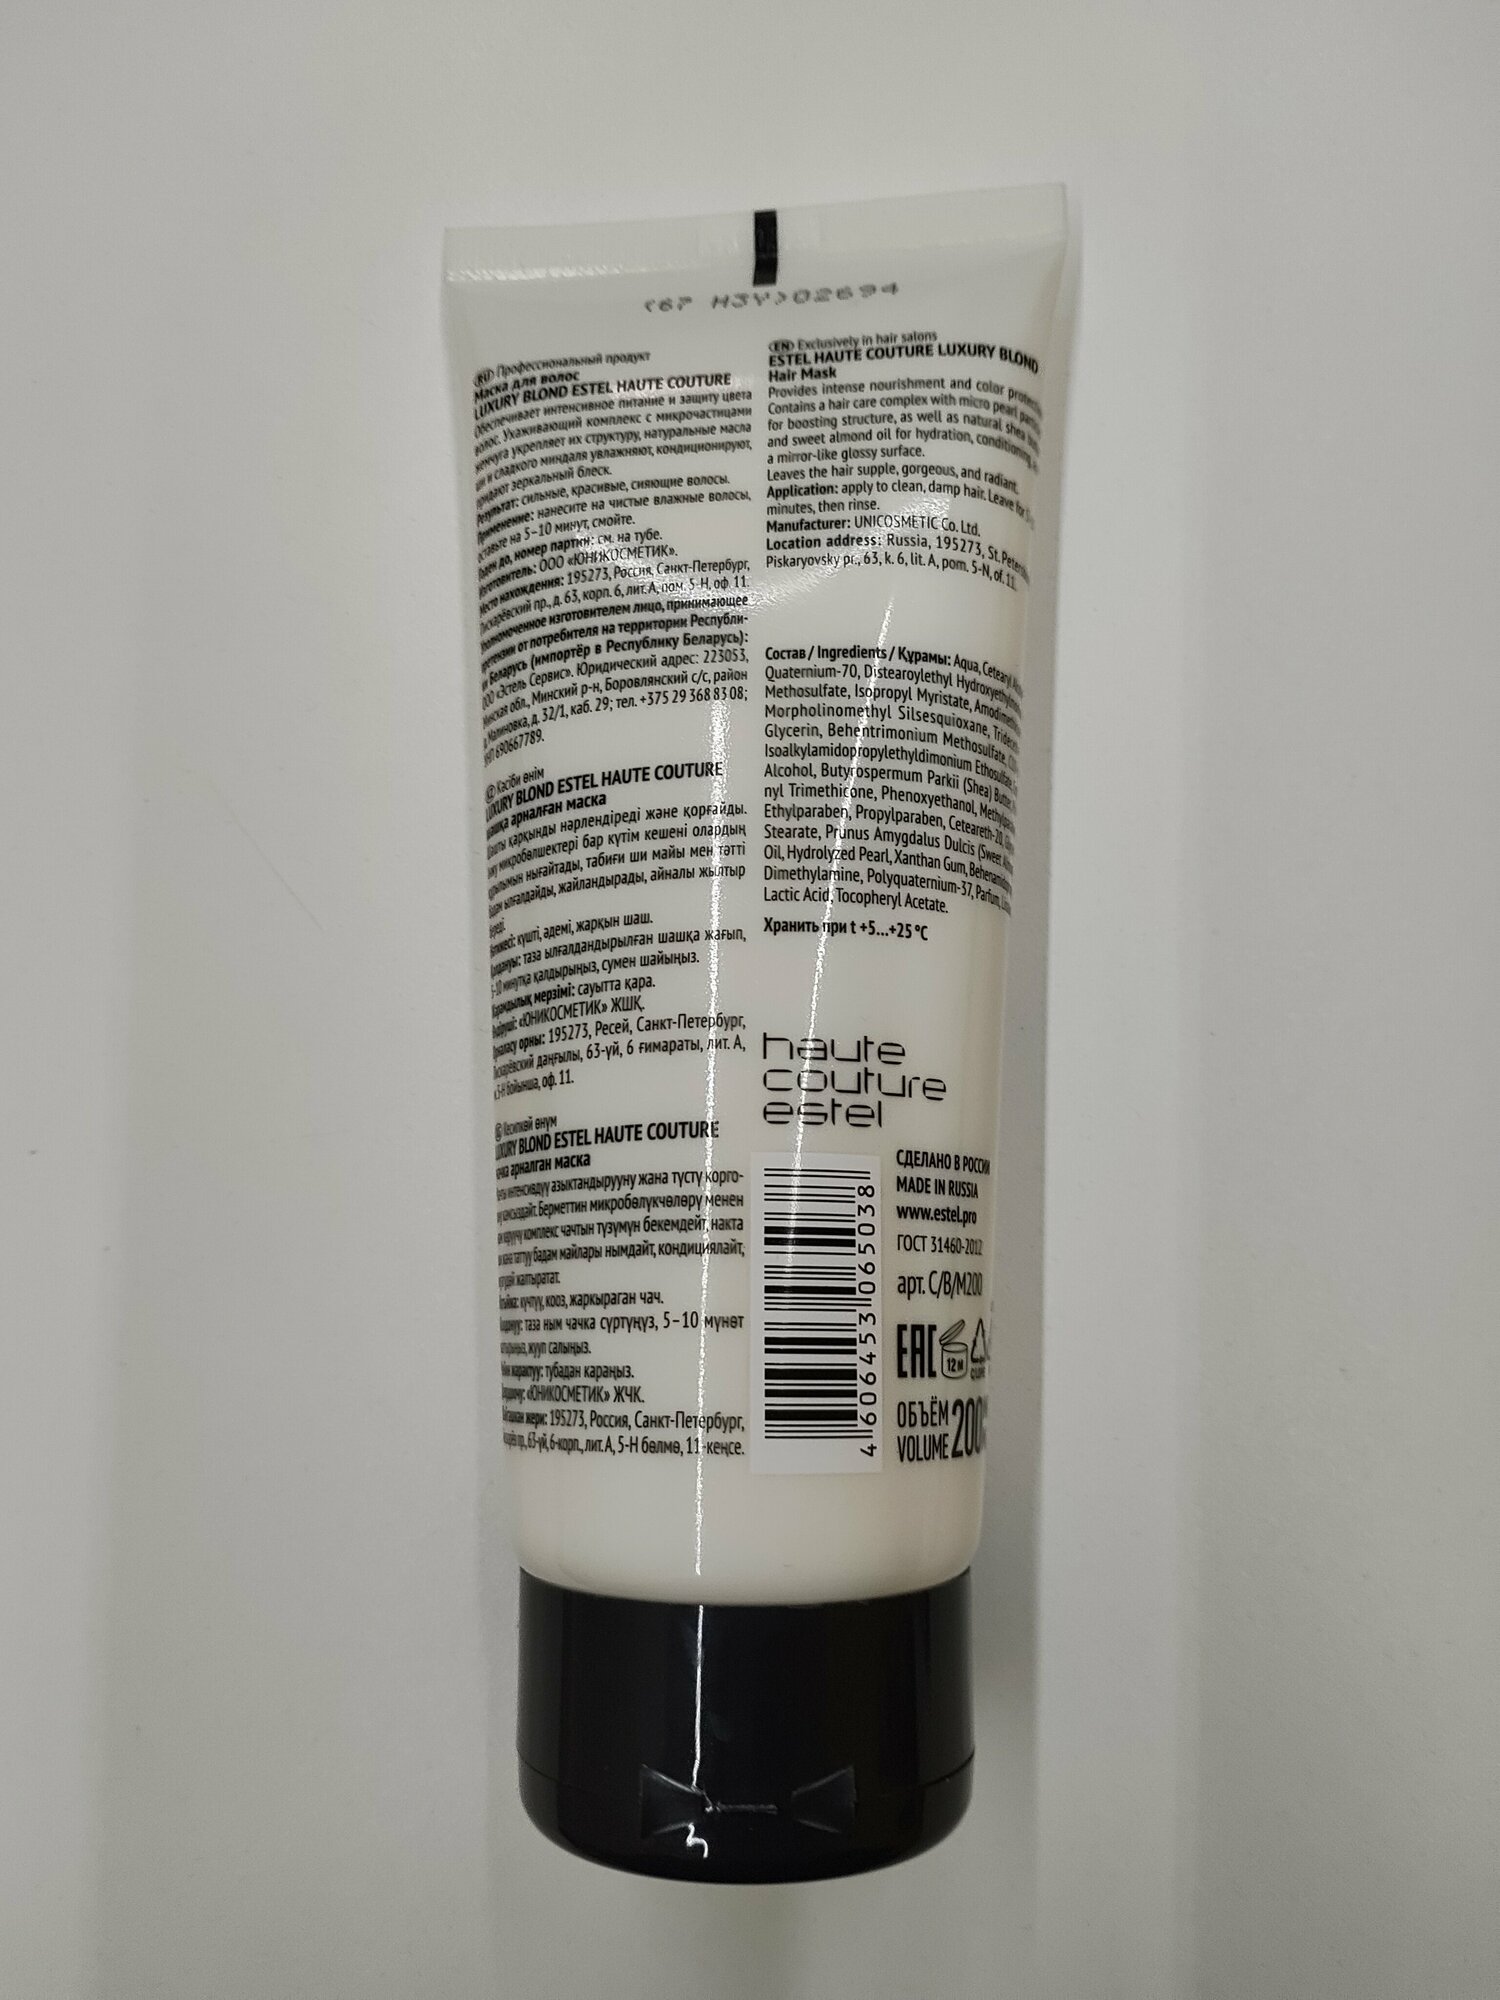 (67 H3Y)02694
RU Профессиональный продукт
Маска для волос
LUXURY BLOND ESTEL HAUTE COUTURE
Обеспечивает интенсивное питание и защиту цвета
волос. Ухаживающий комплекс с микрочастицами
жемчуга укрепляет их структуру, натуральные масла
ши и сладкого миндаля увлажняют, кондиционируют,
придают зеркальный блеск.
Результат: сильные, красивые, сияющие волосы.
Применение: нанесите на чистые влажные волосы,
оставьте на 5–10 минут, смойте.
Годен до, номер партии: см. на тубе.
Изготовитель: ООО «ЮНИКОСМЕТИК».
Место нахождения: 195273, Россия, Санкт-Петербург,
Пискарёвский пр., д. 63, корп. 6, лит. А, пом. 5-Н, оф. 11.
Уполномоченное изготовителем лицо, принимающее
претензии от потребителя на территории Республи-
ки Беларусь (импортёр в Республику Беларусь):
ООО «Эстель Сервис». Юридический адрес: 223053,
Минская обл., Минский р-н, Боровлянский с/с, район
д. Малиновка, д. 32/1, каб. 29; тел. +375 29 368 83 08;
УНП 690667789.
KZ Кәсіби өнім
LUXURY BLOND ESTEL HAUTE COUTURE
шашқа арналған маска
Шашты қарқынды нәрлендіреді және қорғайды.
микробөлшектері бар күтім кешені олардың
құрылымын нығайтады, табиғи ши майы мен тәтті
бадам ылғалдайды, жайландырады, айналы жылтыр
береді.
Нәтижесі: күшті, әдемі, жарқын шаш.
Қолдануы: таза ылғалдандырылған шашқа жағып,
5–10 минутқа қалдырыңыз, сумен шайыңыз.
Жарамдылық мерзімі: сауытта қара.
Өндіруші: «ЮНИКОСМЕТИК» ЖШҚ.
Орналасу орны: 195273, Ресей, Санкт-Петербург,
Пискарёвский даңғылы, 63-үй, 6 ғимараты, лит. А,
5-Н бойынша, оф. 11.
Кесипкөй өнүм
LUXURY BLOND ESTEL HAUTE COUTURE
чачка арналган маска
интенсивдүү азыктандырууну жана түстү корго-
камсыздайт. Берметтин микробөлүкчөлөрү менен
каруучу комплекс чачтын түзүмүн бекемдейт, накта
жана таттуу бадам майлары нымдайт, кондициялайт,
жалтыратат.
күчтүү, кооз, жаркыраган чач.
таза ным чачка сүртүңүз, 5–10 мүнөт
жууп салыңыз.
карактуу: тубадан караңыз.
«ЮНИКОСМЕТИК» ЖЧК.
жери: 195273, Россия, Санкт-Петербург,
63-үй, 6-корп., лит. А, 5-Н бөлмө, 11-кеңсе.
EN Exclusively in hair salons
ESTEL HAUTE COUTURE LUXURY BLOND
Hair Mask
Provides intense nourishment and color
Contains a hair care complex with micro pearl
for boosting structure, as well as natural shea
and sweet almond oil for hydration, conditioning,
a mirror-like glossy surface.
Leaves the hair supple, gorgeous, and radiant.
Application: apply to clean, damp hair. Leave for
minutes, then rinse.
Manufacturer: UNICOSMETIC Co. Ltd.
Location address: Russia, 195273, St.
Piskaryovsky pr., 63, k. 6, lit. A, pom. 5-N, of. 11.
Состав / Ingredients / Құрамы: Aqua, Cetearyl
Quaternium-70, Distearoylethyl
Methosulfate, Isopropyl Myristate,
Morpholinomethyl Silsesquioxane,
Glycerin, Behentrimonium Methosulfate,
Isoalkylamidopropylethyldimonium Ethosulfate,
Alcohol, Butyrospermum Parkii (Shea) Butter,
nyl Trimethicone, Phenoxyethanol,
Ethylparaben, Propylparaben, Ceteareth-20,
Stearate, Prunus Amygdalus Dulcis (Sweet
Oil, Hydrolyzed Pearl, Xanthan Gum,
Dimethylamine, Polyquaternium-37, Parfum,
Lactic Acid, Tocopheryl Acetate.
Хранить при t +5...+25 °C
haute
couture
estel
4 606453 065038
СДЕЛАНО В РОССИИ
MADE IN RUSSIA
www.estel.pro
ГОСТ 31460-2012
арт. C/B/M200
EAC 12 M
ОБЪЁМ
VOLUME 200